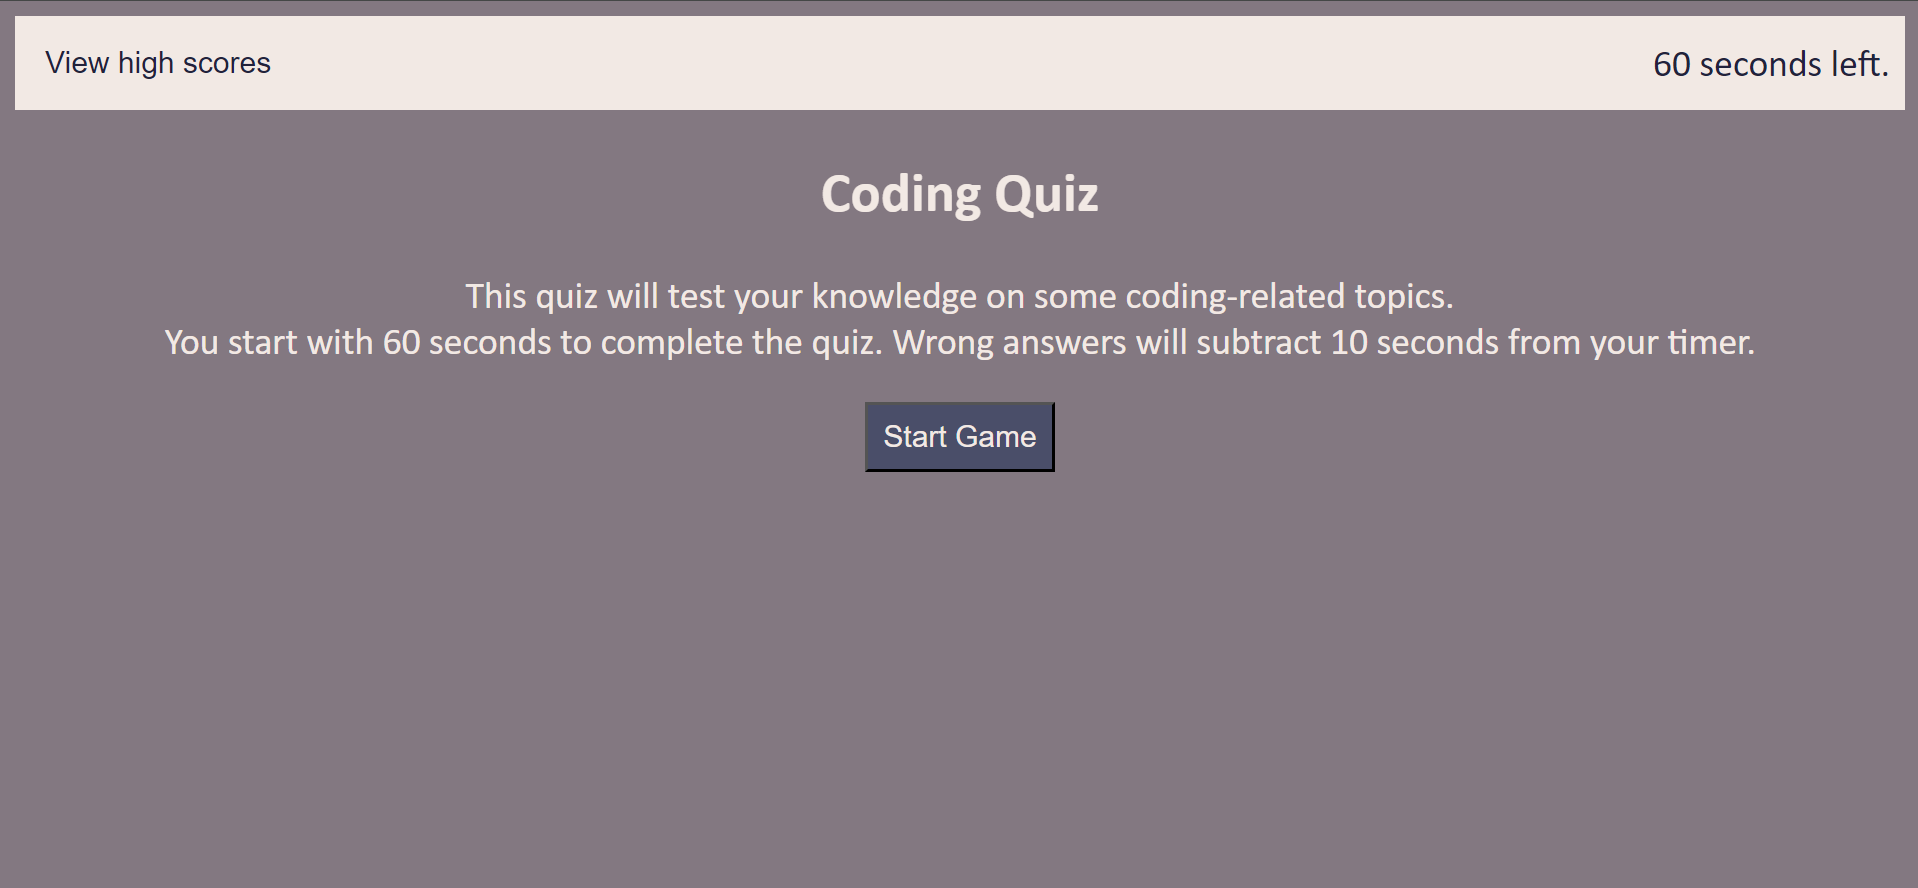 View high scores
60 seconds left.
Coding Quiz
This quiz will test your knowledge on some coding-related topics.
You start with 60 seconds to complete the quiz. Wrong answers will subtract 10 seconds from your timer.
Start Game